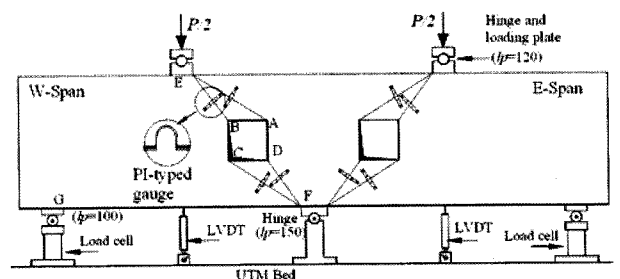 P/2
P/2
Hinge and
loading plate
(lp=120)
E
W-Span
E-Span
B
A
C
D
PI-typed
gauge
G
F
(lp=100)
Hinge
(lp=150)
Load cell
LVDT
LVDT
Load cell
UTM Bed